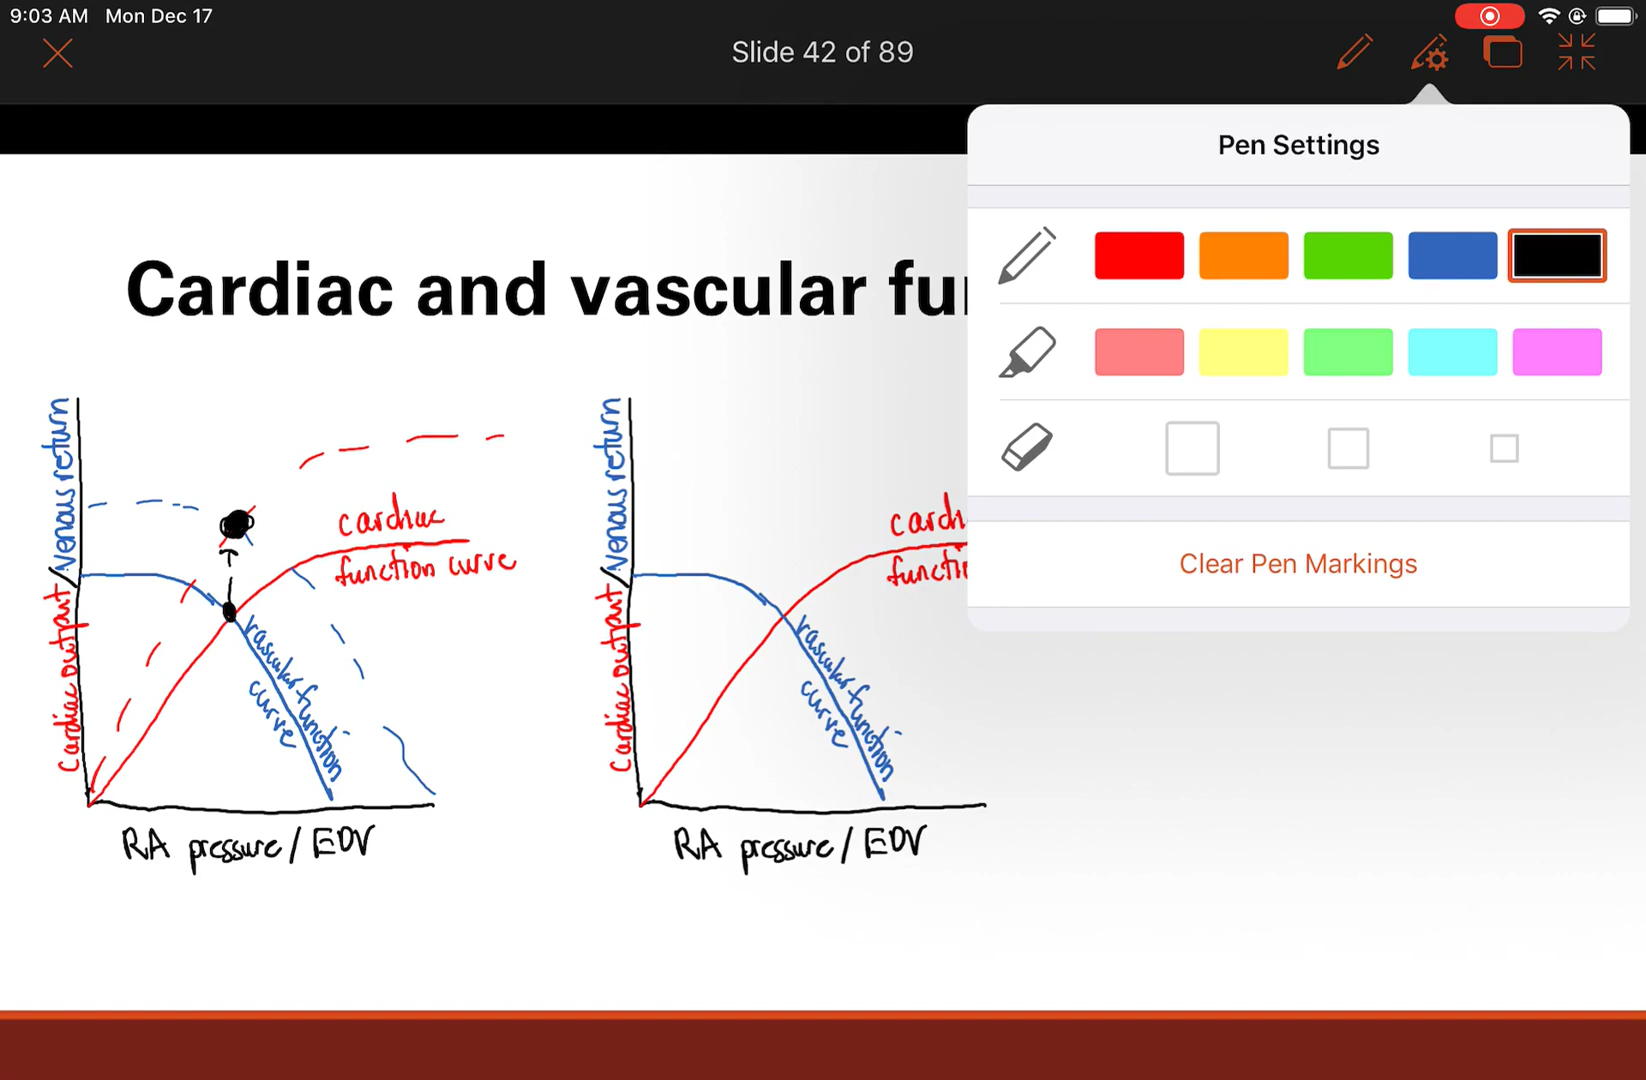 9:03 AM Mon Dec 17
Slide 42 of 89
Pen Settings
Clear Pen Markings
Cardiac and vascular fun
Cardiac output/Venous return
cardiac
function curve
vascular function
curve
RA pressure / EDV
Cardiac output/Venous return
cardi
functi
vascular function
curve
RA pressure / EDV